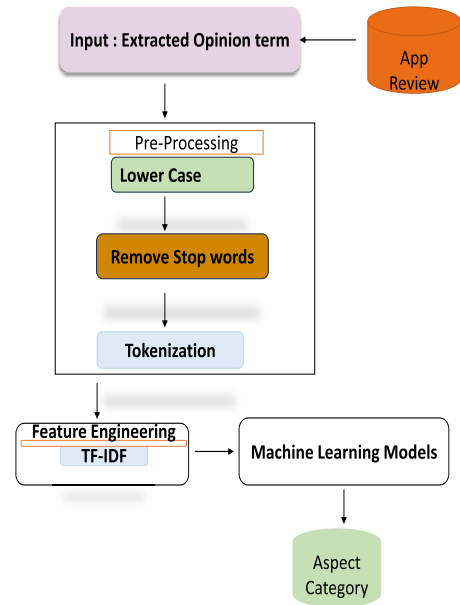 Input : Extracted Opinion term
App
Review
Pre-Processing
Lower Case
Remove Stop words
Tokenization
Feature Engineering
TF-IDF
Machine Learning Models
Aspect
Category